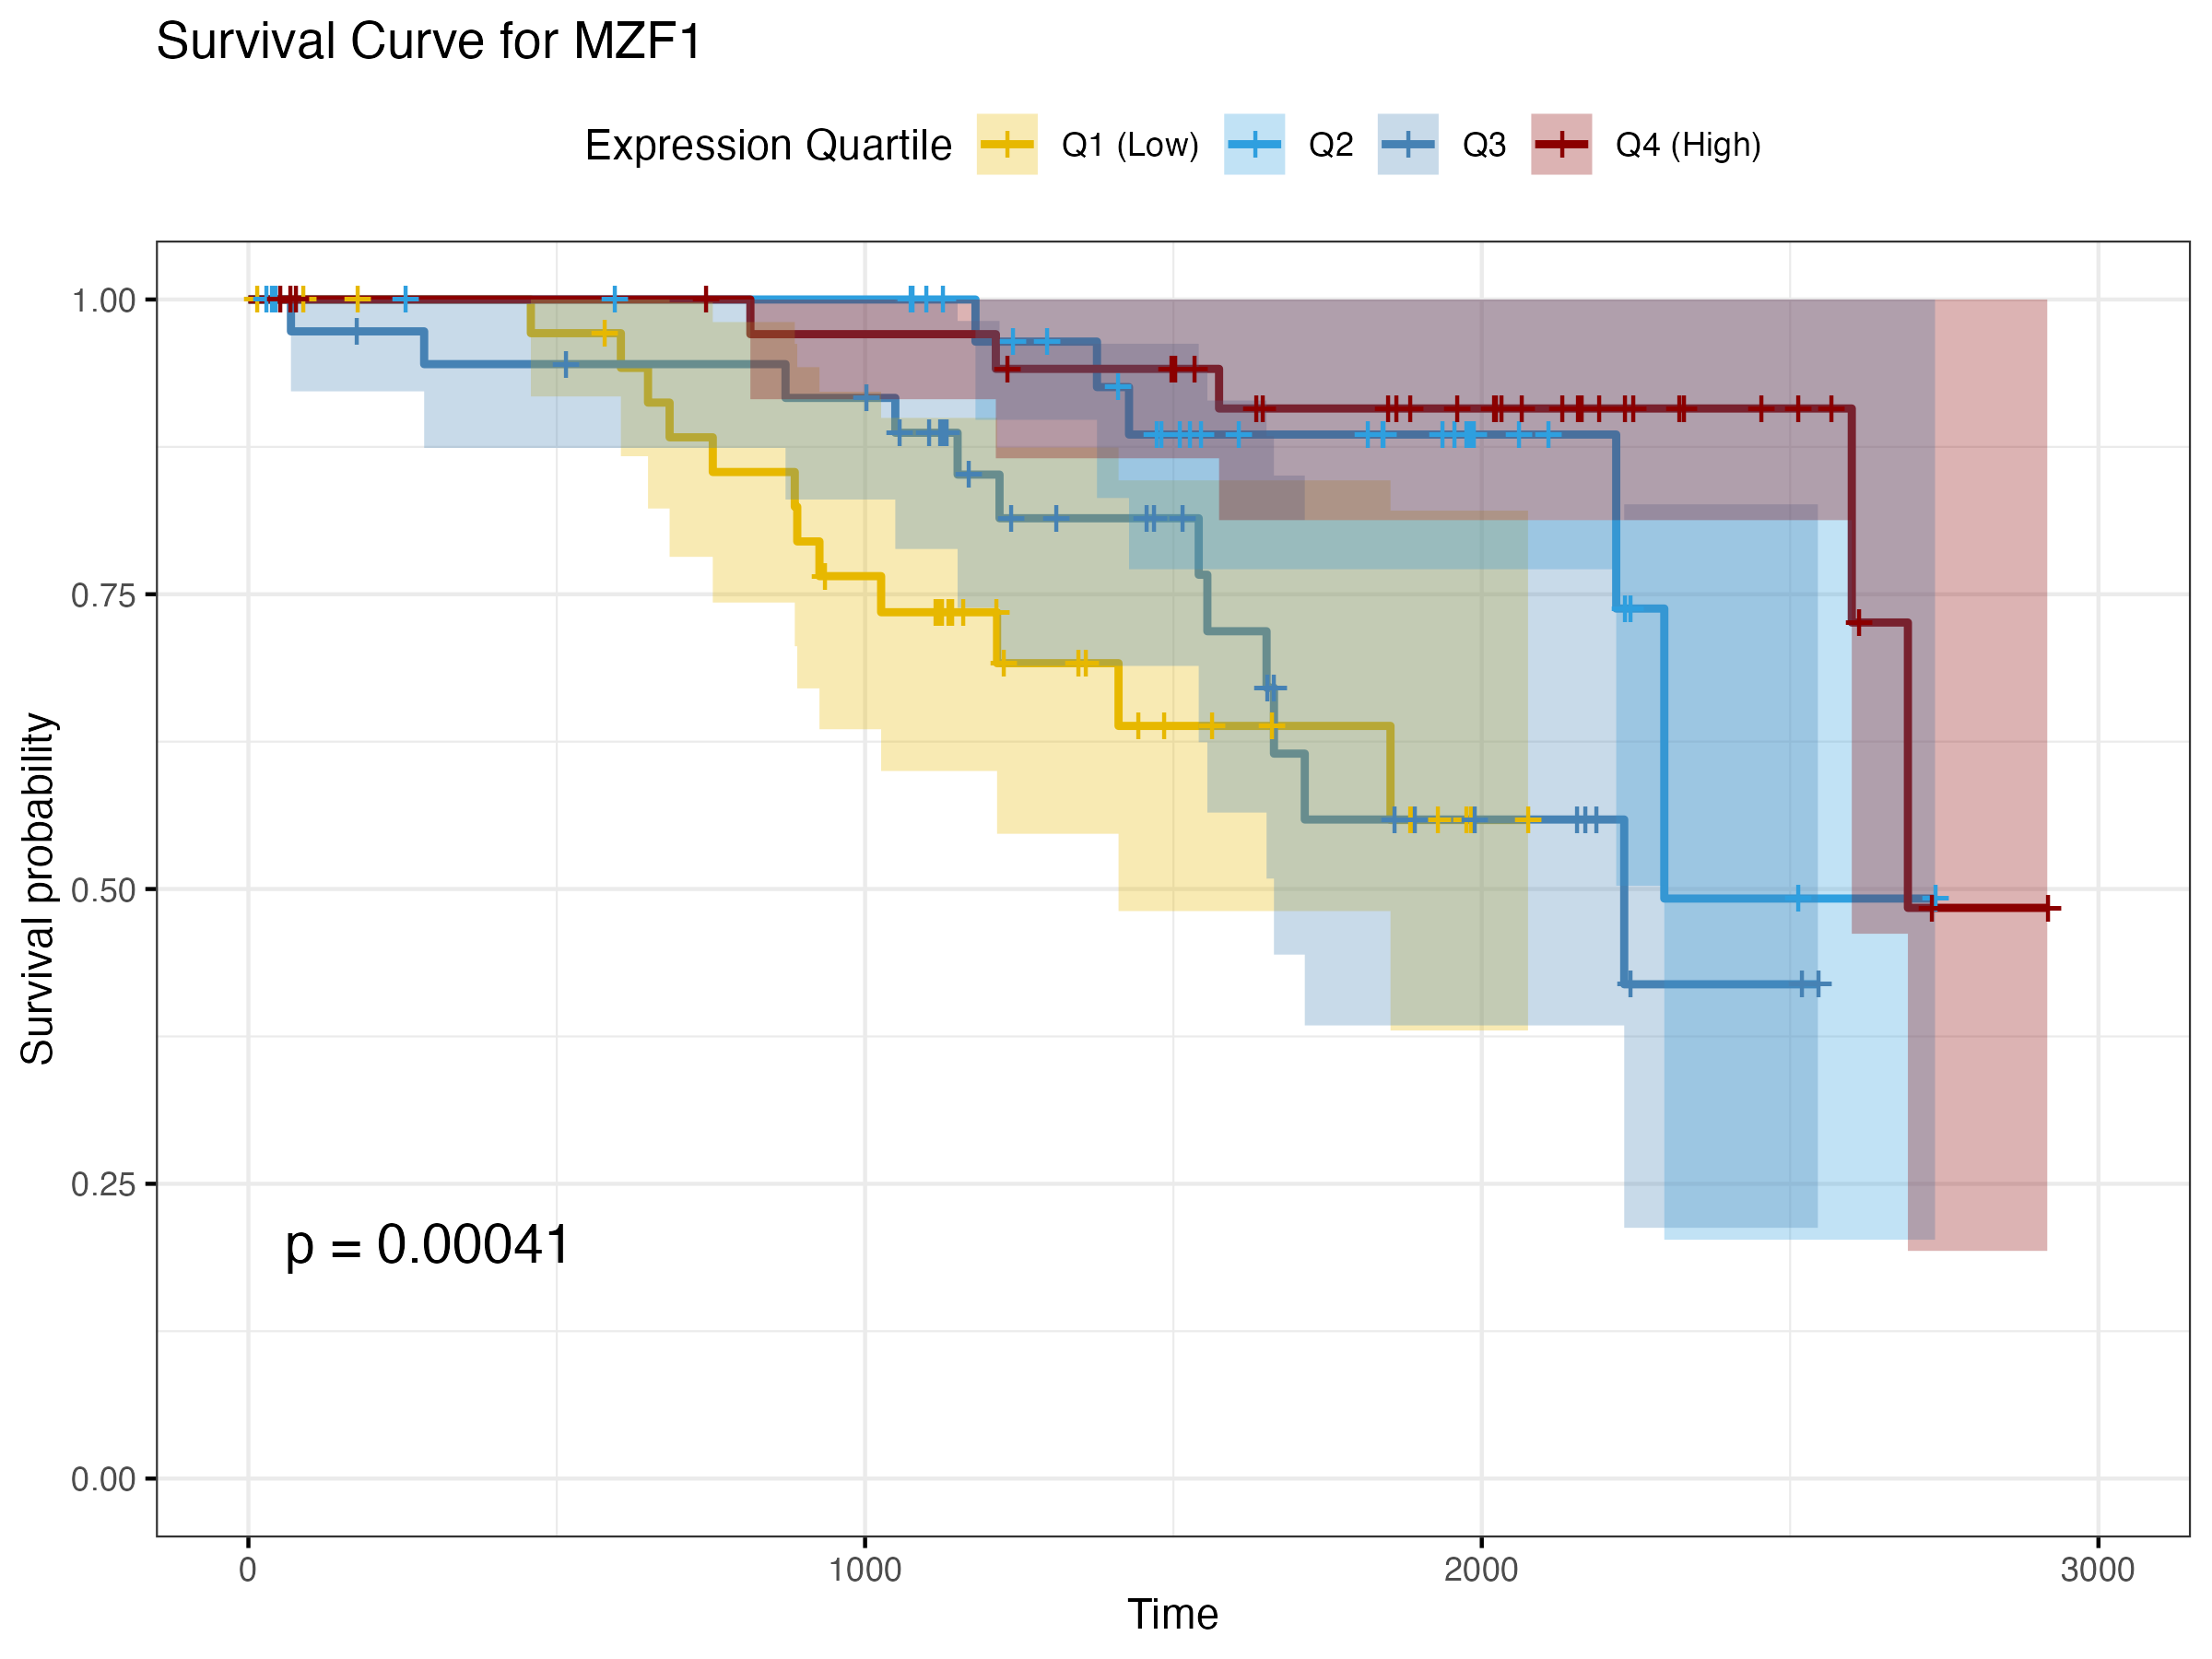 Survival Curve for MZF1
Expression Quartile Q1 (Low) Q2 Q3 Q4 (High)
Survival probability
1.00
0.75
0.50
0.25
0.00
p = 0.00041
0 1000 2000 3000
Time